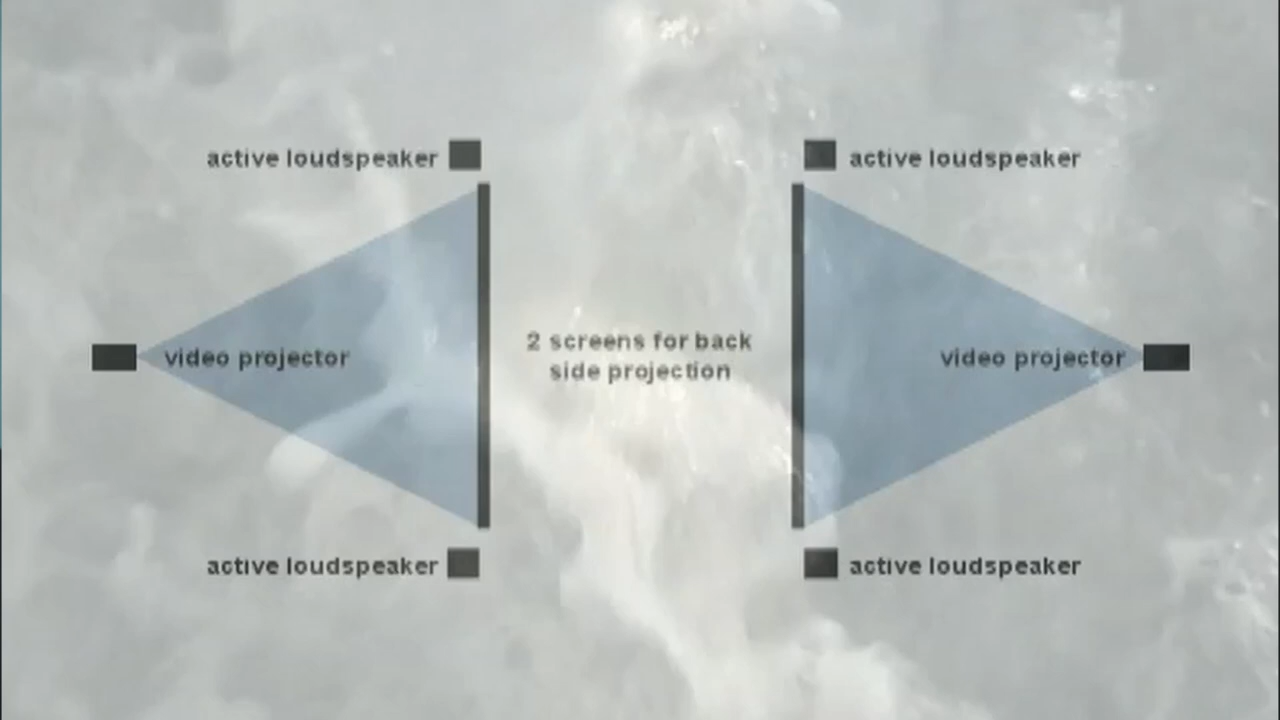 active loudspeaker
active loudspeaker
2 screens for back
side projection
video projector
video projector
active loudspeaker
active loudspeaker